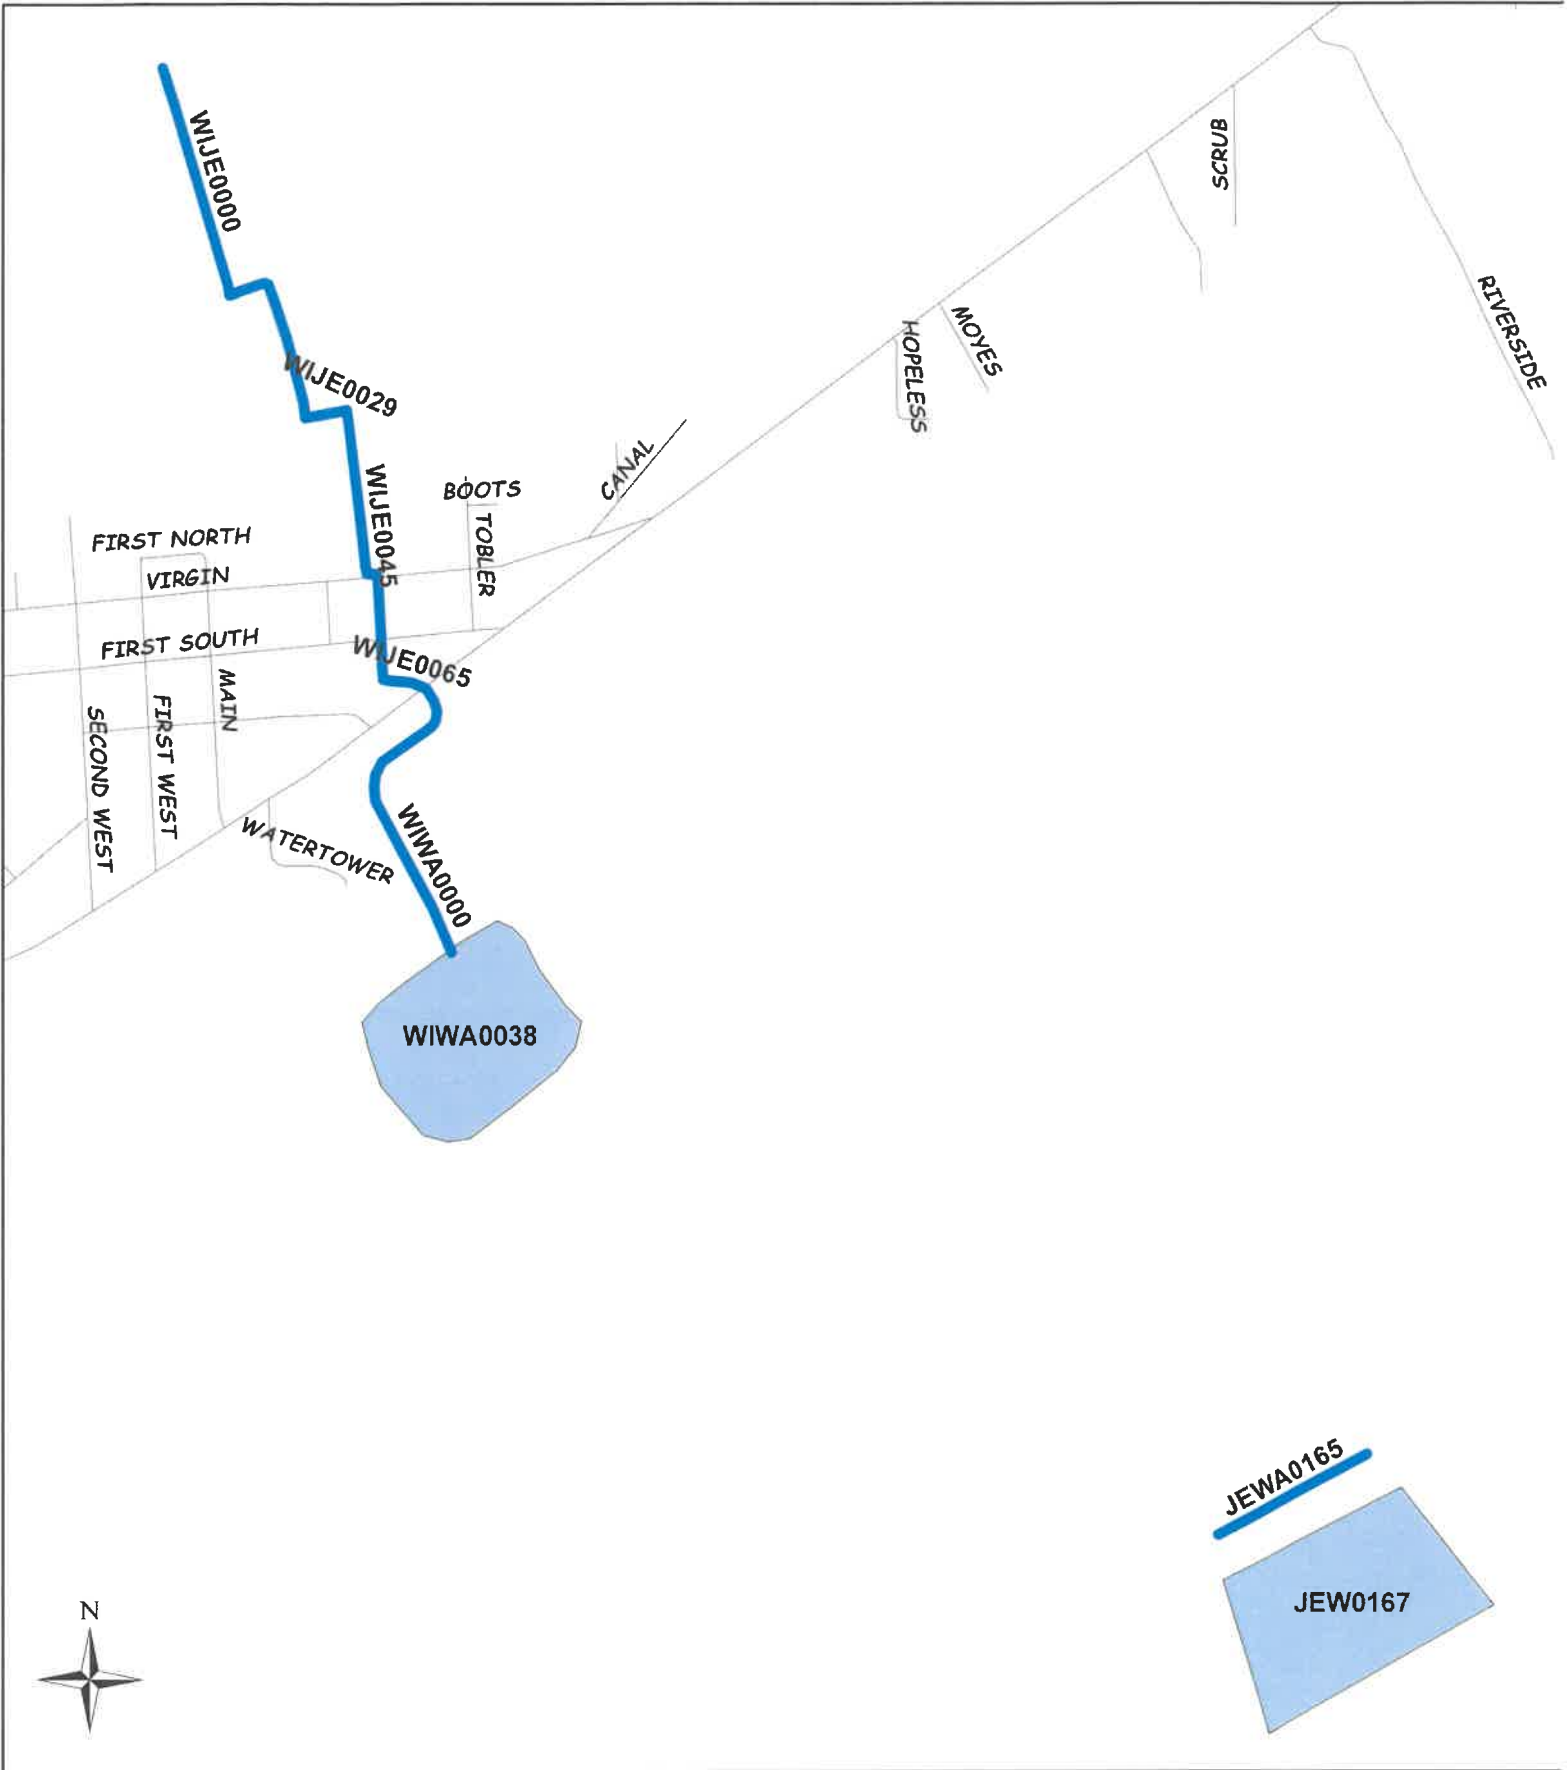 WIJE0000
SCRUB
RIVERSIDE
MOYES
HOPELESS
WIJE0029
CANAL
BOOTS
WIJE0045
TOBLER
FIRST NORTH
VIRGIN
FIRST SOUTH
WIJE0065
MAIN
FIRST WEST
SECOND WEST
WATERTOWER
WIWA0000
WIWA0038
JEWA0165
JEW0167
N